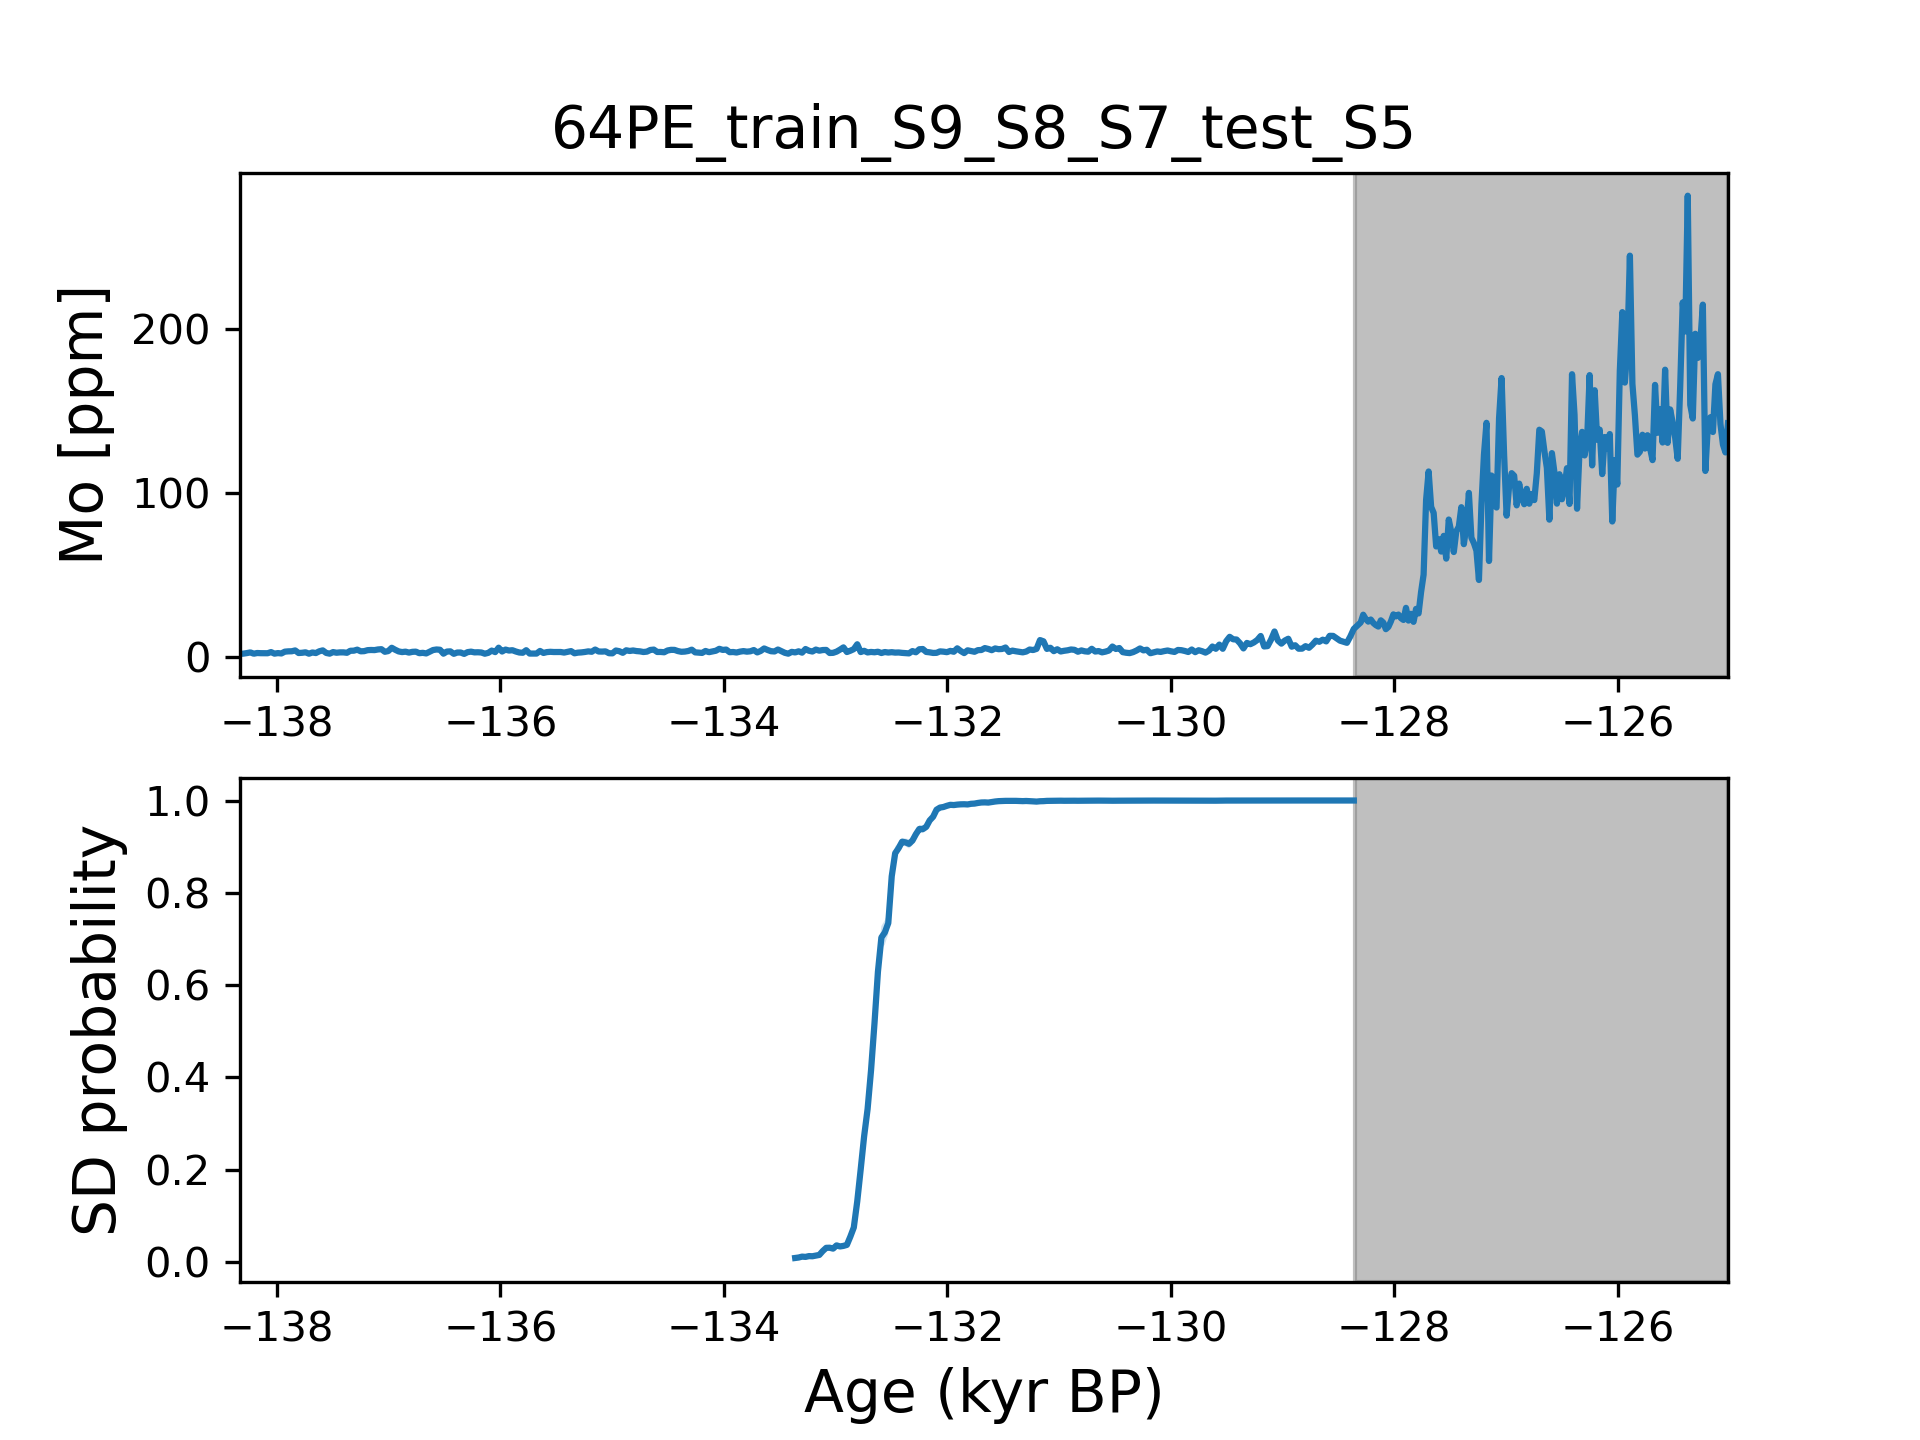 64PE_train_S9_S8_S7_test_S5
Mo [ppm]
200
100
0
−138 −136 −134 −132 −130 −128 −126
SD probability
1.0
0.8
0.6
0.4
0.2
0.0
−138 −136 −134 −132 −130 −128 −126
Age (kyr BP)